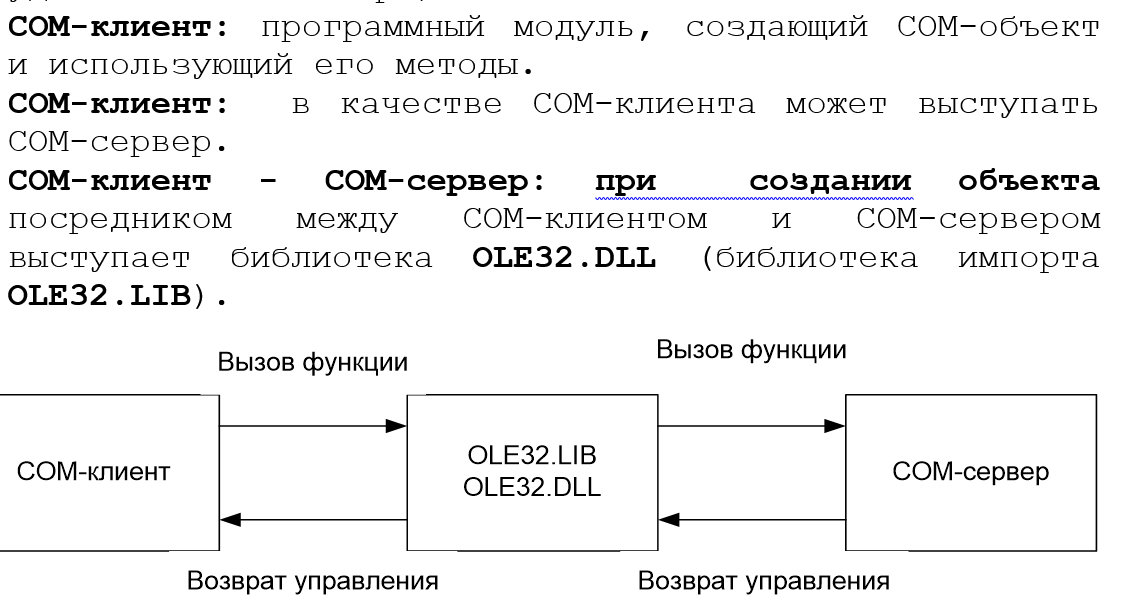 COM-клиент: программный модуль, создающий COM-объект
и использующий его методы.
COM-клиент: в качестве COM-клиента может выступать
COM-сервер.
COM-клиент - COM-сервер: при создании объекта
посредником между COM-клиентом и COM-сервером
выступает библиотека OLE32.DLL (библиотека импорта
OLE32.LIB).
Вызов функции
Вызов функции
COM-клиент
OLE32.LIB
OLE32.DLL
COM-сервер
Возврат управления
Возврат управления